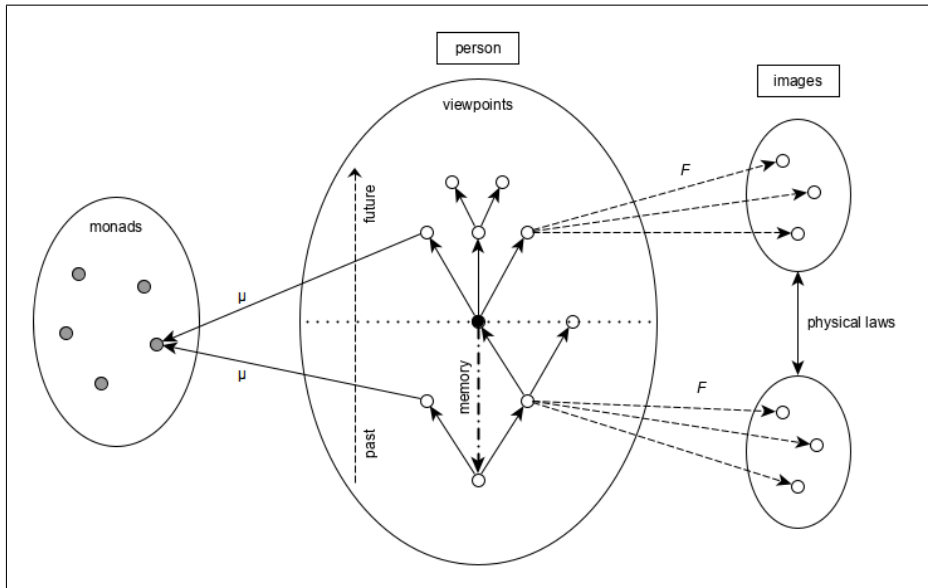 person
images
viewpoints
F
future
monads
μ
physical laws
memory
μ
F
past